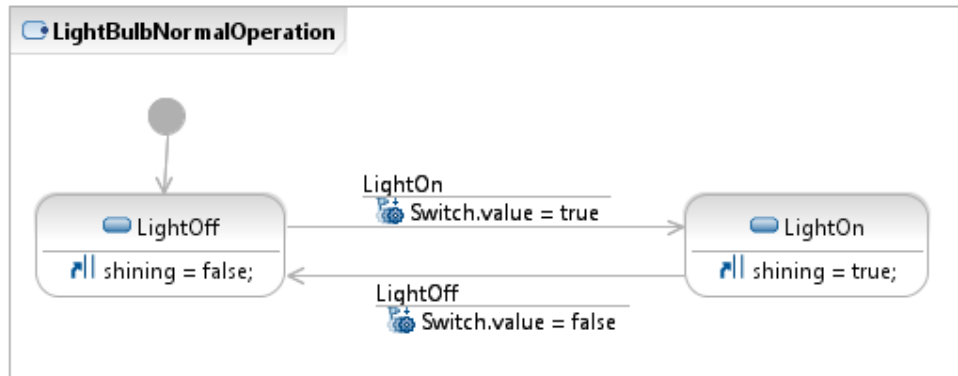 LightBulbNormalOperation
LightOn
Switch.value = true
LightOff
LightOn
shining = false;
shining = true;
LightOff
Switch.value = false